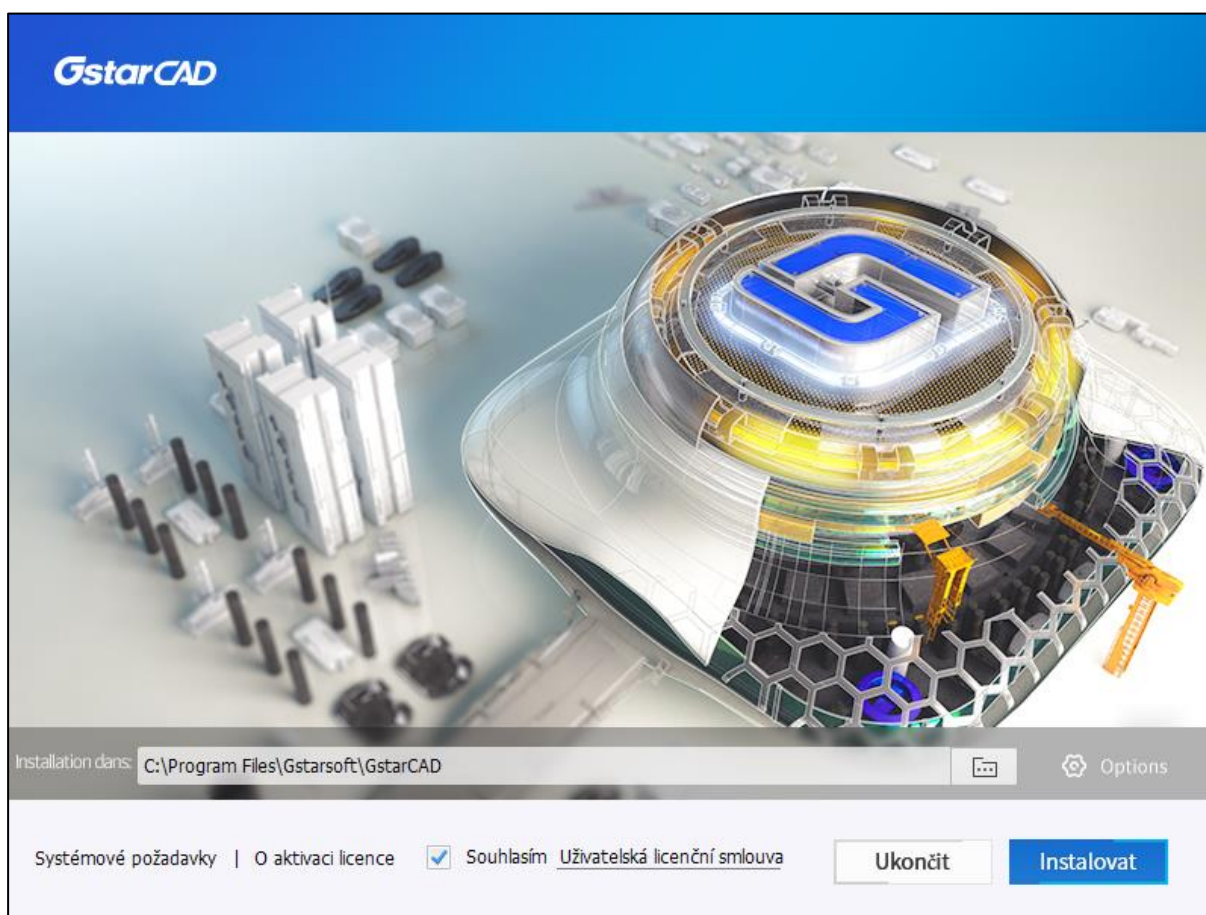 GstarCAD
Installation dans: C:\Program Files\Gstarsoft\GstarCAD Options
Systémové požadavky | O aktivaci licence Souhlasím Uživatelská licenční smlouva Ukončit Instalovat